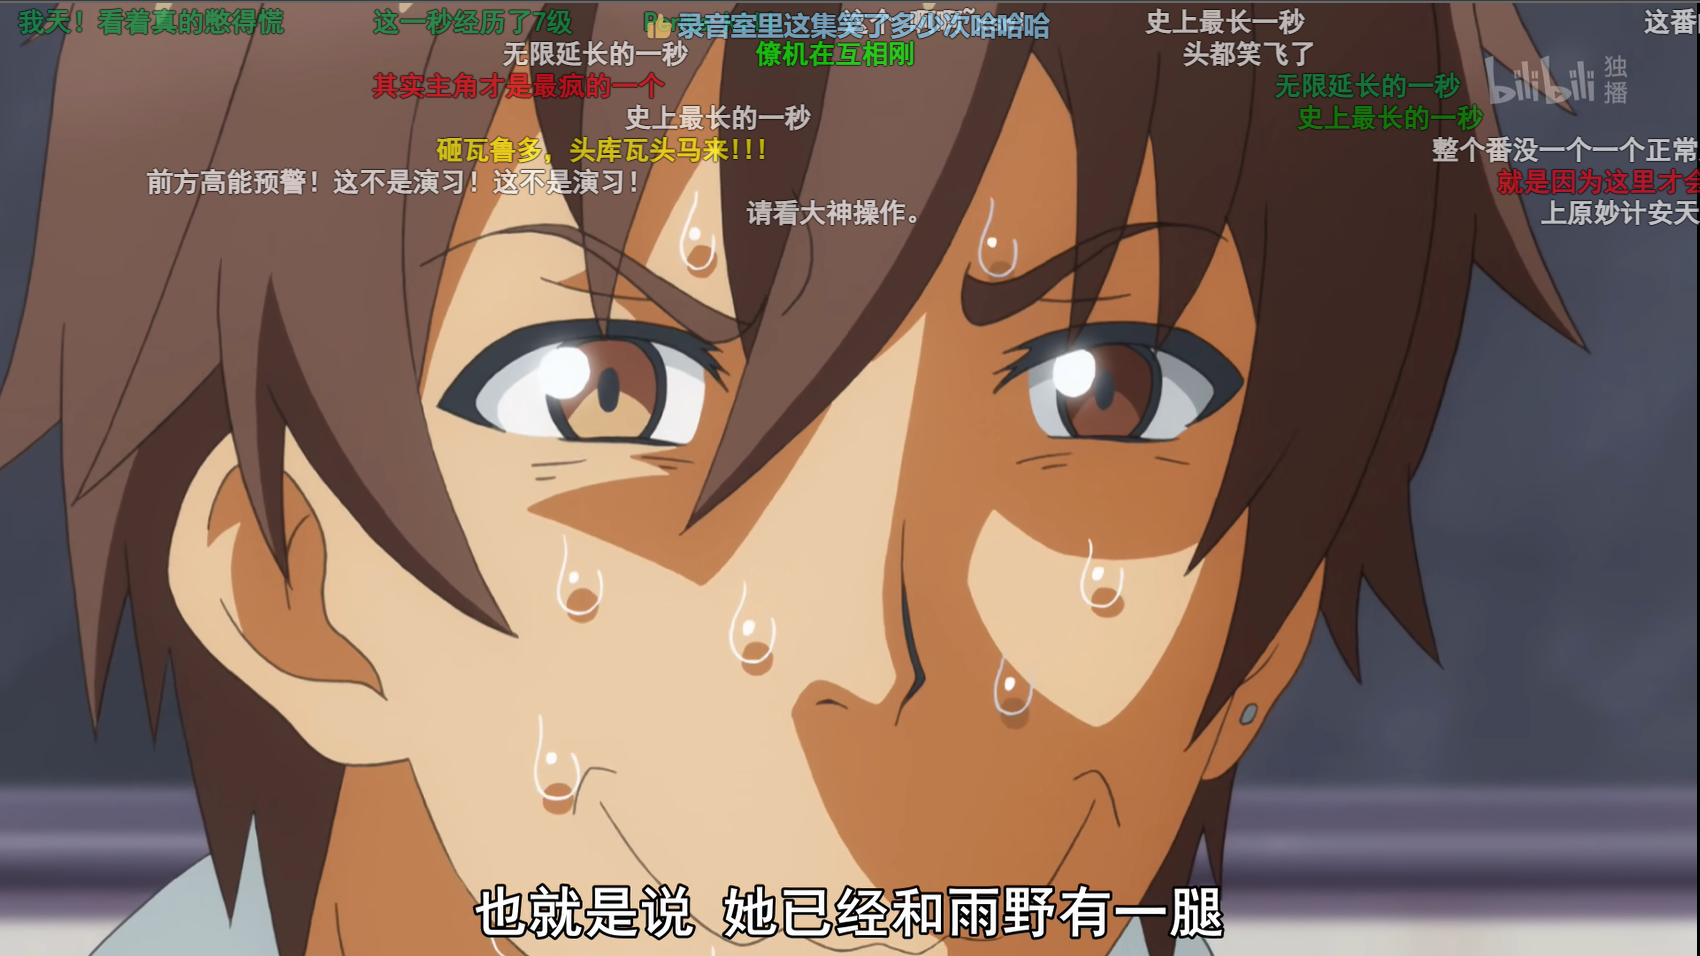 我天！看着真的憋得慌
这一秒经历了7级
录音室里这集笑了多少次哈哈哈
史上最长一秒
这番
无限延长的一秒
僚机在互相刚
头都笑飞了
其实主角才是最疯的一个
无限延长的一秒
bilibili 独播
史上最长的一秒
史上最长的一秒
砸瓦鲁多，头库瓦头马来!!!
整个番没一个一个正常
前方高能预警！这不是演习！这不是演习！
就是因为这里才会
请看大神操作。
上原妙计安天
也就是说 她已经和雨野有一腿